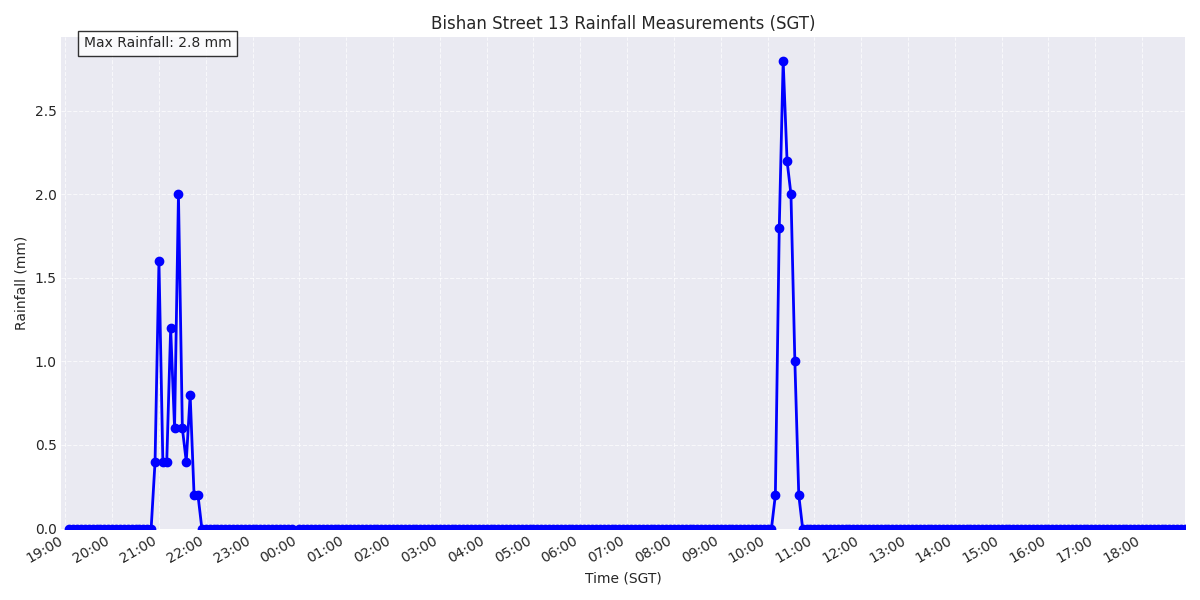 Bishan Street 13 Rainfall Measurements (SGT)
Max Rainfall: 2.8 mm
Rainfall (mm)
2.5
2.0
1.5
1.0
0.5
0.0
19:00 20:00 21:00 22:00 23:00 00:00 01:00 02:00 03:00 04:00 05:00 06:00 07:00 08:00 09:00 10:00 11:00 12:00 13:00 14:00 15:00 16:00 17:00 18:00
Time (SGT)